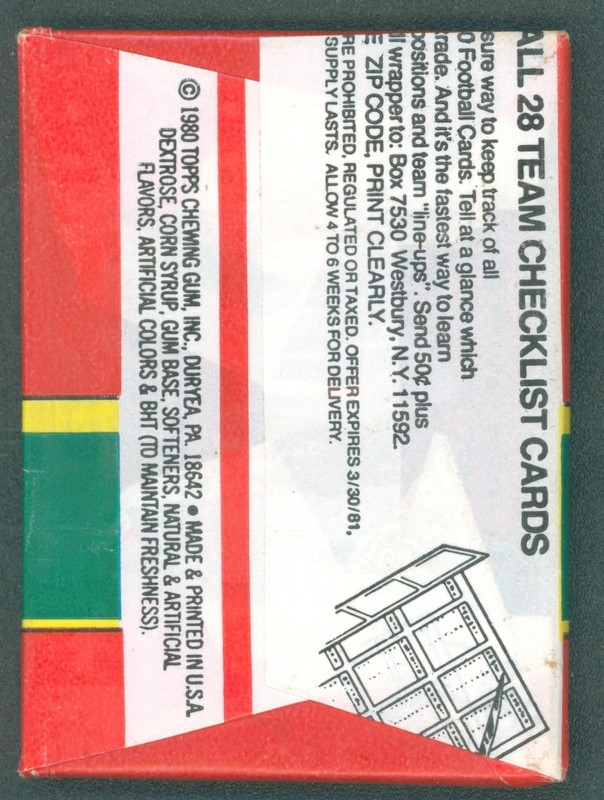 ALL 28 TEAM CHECKLIST CARDS
sure way to keep track of all
0 Football Cards. Tell at a glance which
rade. And it's the fastest way to learn
positions and team "line-ups". Send 50¢ plus
ll wrapper to: Box 7530 Westbury, N.Y. 11592.
E ZIP CODE, PRINT CLEARLY.
RE PROHIBITED, REGULATED OR TAXED. OFFER EXPIRES 3/30/81.
SUPPLY LASTS. ALLOW 4 TO 6 WEEKS FOR DELIVERY.
© 1980 TOPPS CHEWING GUM, INC., DURYEA, PA. 18642 • MADE & PRINTED IN U.S.A.
DEXTROSE, CORN SYRUP, GUM BASE, SOFTENERS, NATURAL & ARTIFICIAL
FLAVORS, ARTIFICIAL COLORS & BHT (TO MAINTAIN FRESHNESS).